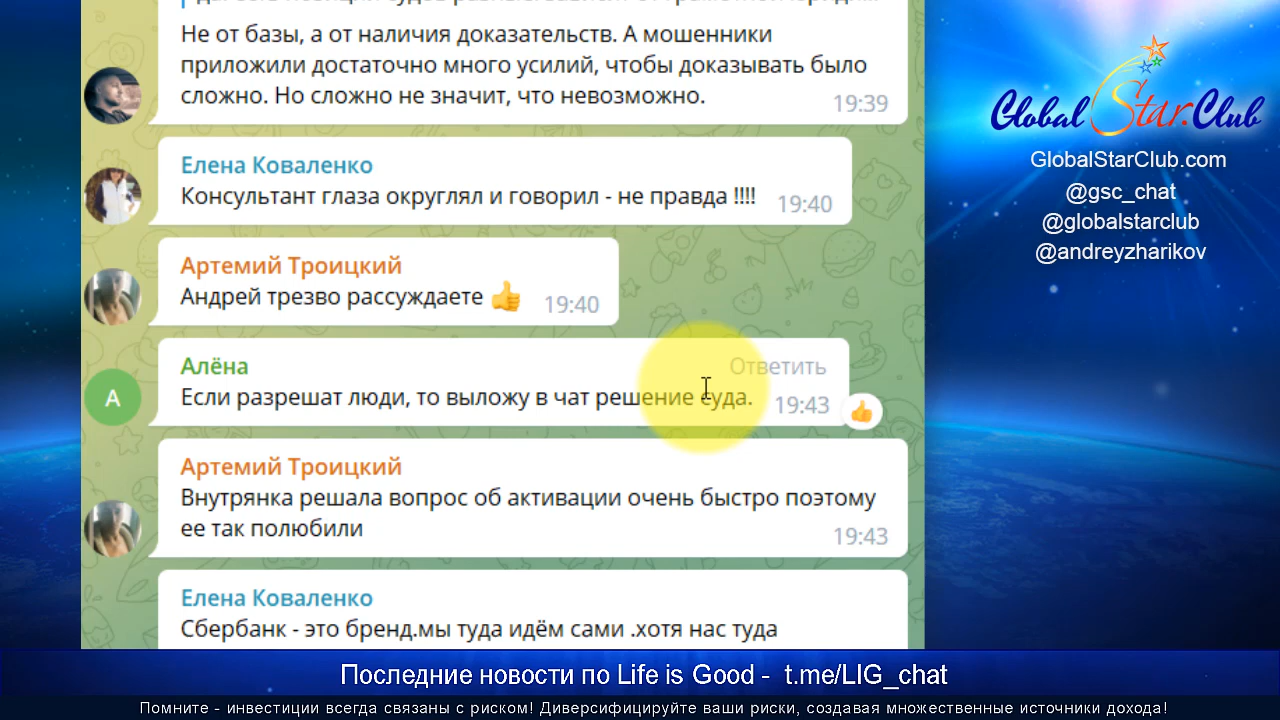 Не от базы, а от наличия доказательств. А мошенники
приложили достаточно много усилий, чтобы доказывать было
сложно. Но сложно не значит, что невозможно.
19:39
Елена Коваленко
Консультант глаза округлял и говорил - не правда !!!!
19:40
Артемий Троицкий
Андрей трезво рассуждаете 👍
19:40
Алёна
Ответить
А
Если разрешат люди, то выложу в чат решение суда.
19:43
Артемий Троицкий
Внутрянка решала вопрос об активации очень быстро поэтому
ее так полюбили
19:43
Елена Коваленко
Сбербанк - это бренд.мы туда идём сами .хотя нас туда
Global Star.Club
GlobalStarClub.com
@gsc_chat
@globalstarclub
@andreyzharikov
Последние новости по Life is Good - t.me/LIG_chat
Помните - инвестиции всегда связаны с риском! Диверсифицируйте ваши риски, создавая множественные источники дохода!